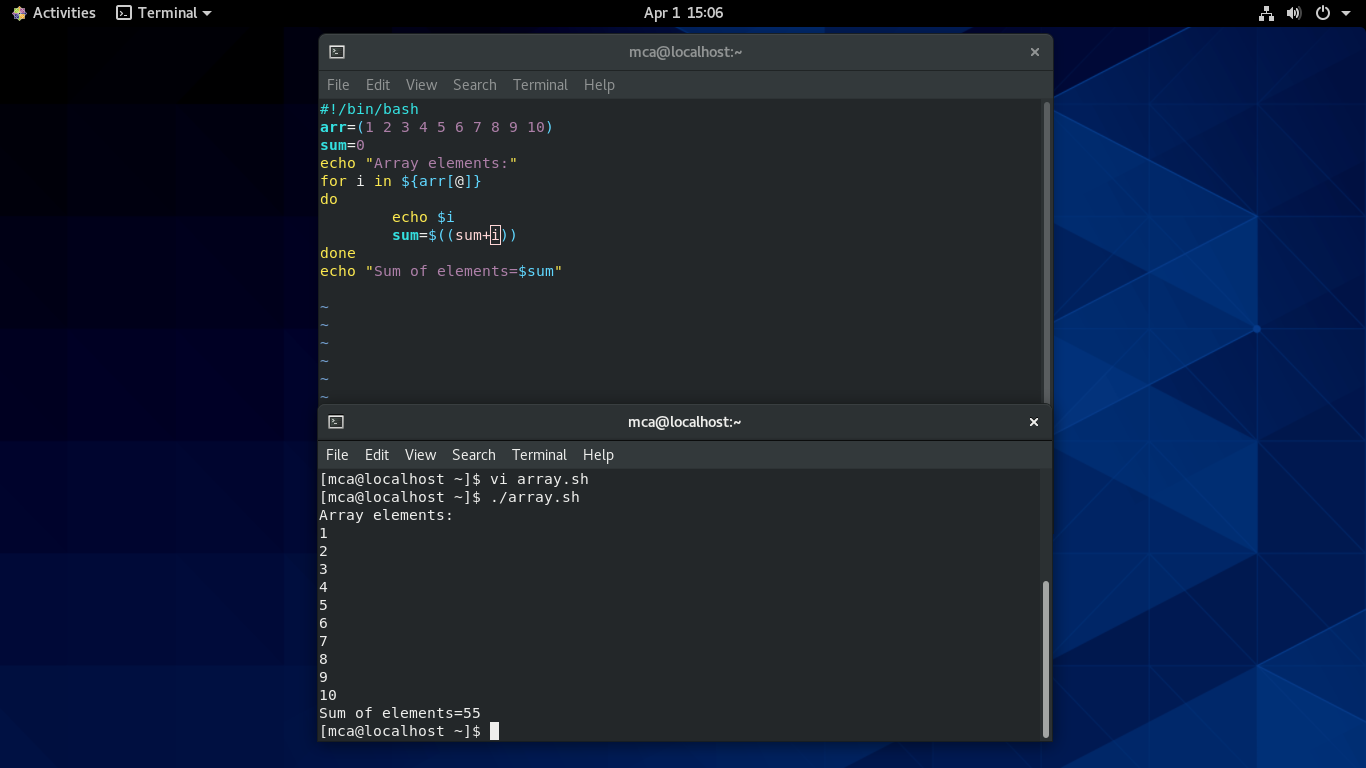 Activities Terminal Apr 1 15:06
mca@localhost:~
File Edit View Search Terminal Help
#!/bin/bash
arr=(1 2 3 4 5 6 7 8 9 10)
sum=0
echo "Array elements:"
for i in ${arr[@]}
do
        echo $i
        sum=$((sum+i))
done
echo "Sum of elements=$sum"
~
~
~
~
~
~
mca@localhost:~
File Edit View Search Terminal Help
[mca@localhost ~]$ vi array.sh
[mca@localhost ~]$ ./array.sh
Array elements:
1
2
3
4
5
6
7
8
9
10
Sum of elements=55
[mca@localhost ~]$